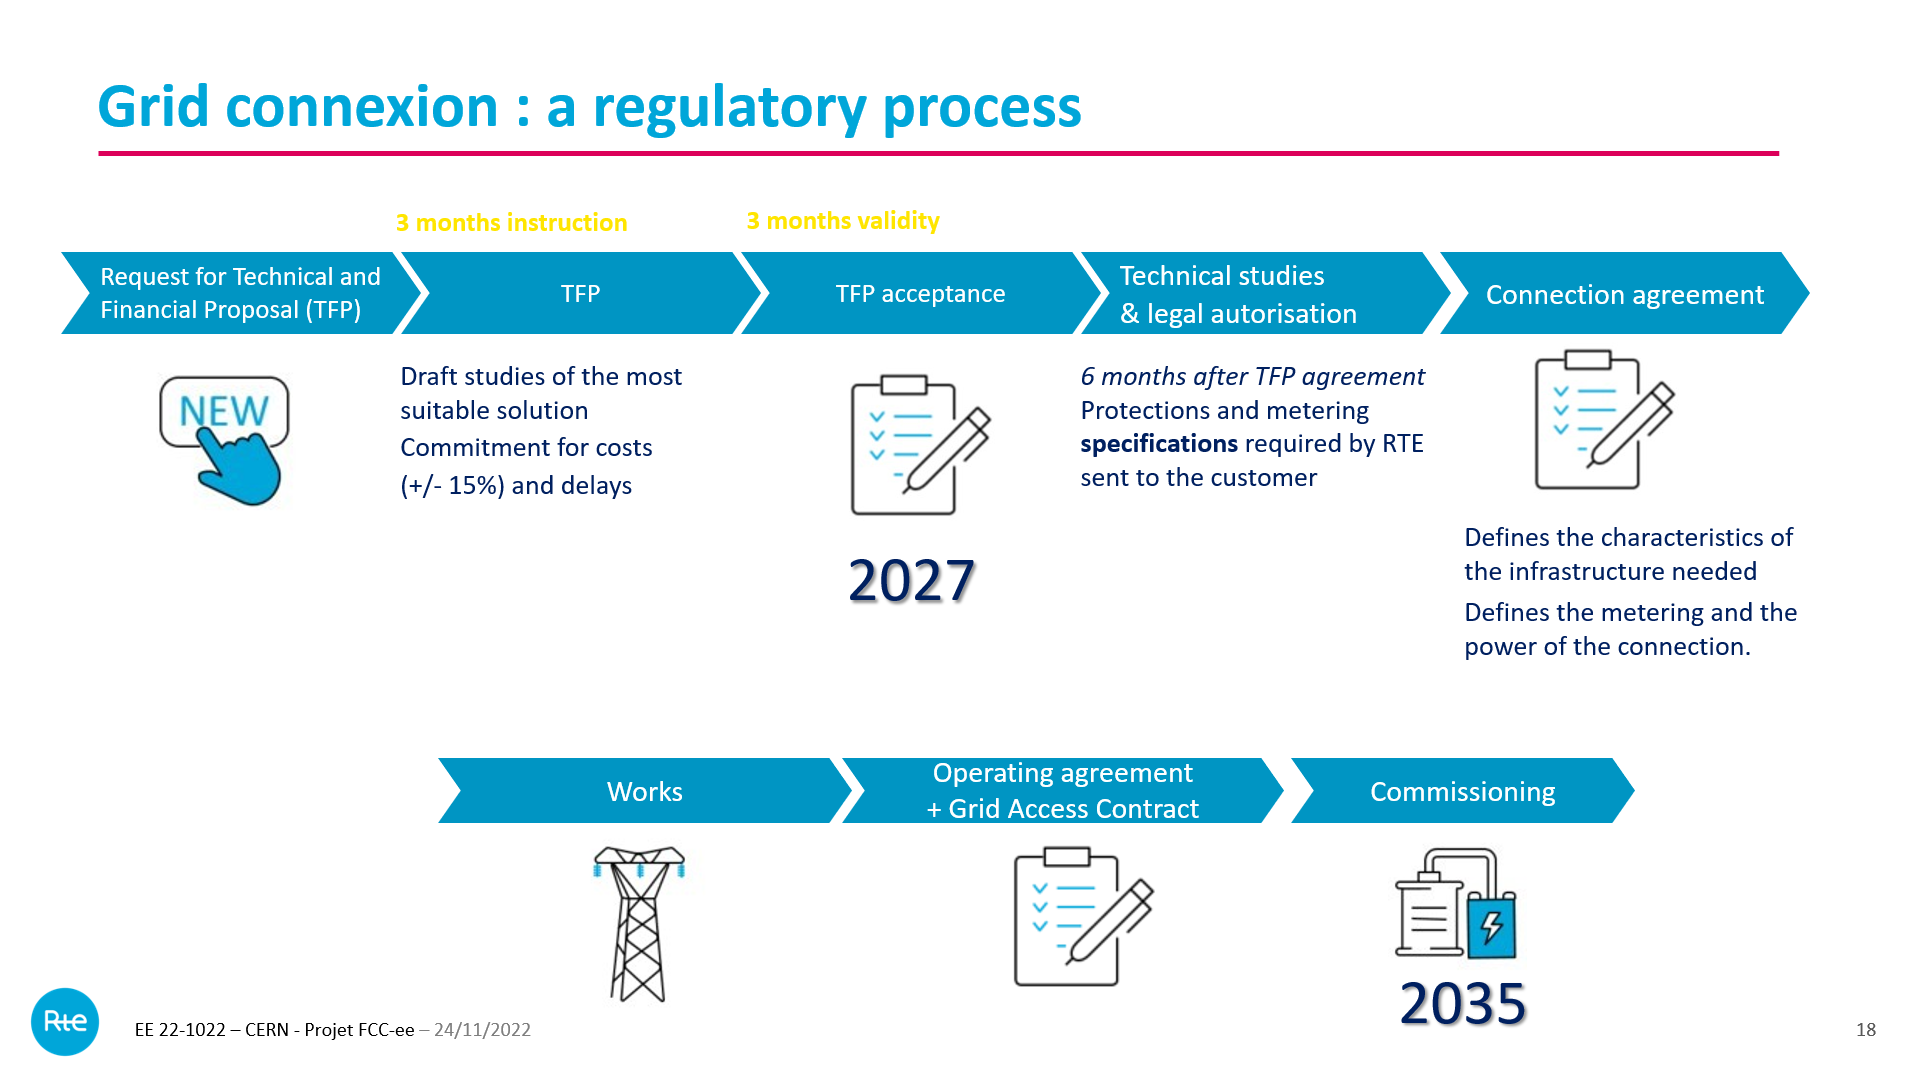 Grid connexion : a regulatory process
3 months instruction
3 months validity
Request for Technical and
Financial Proposal (TFP)
TFP
TFP acceptance
Technical studies
& legal autorisation
Connection agreement
NEW
Draft studies of the most
suitable solution
Commitment for costs
(+/- 15%) and delays
2027
6 months after TFP agreement
Protections and metering
specifications required by RTE
sent to the customer
Defines the characteristics of
the infrastructure needed
Defines the metering and the
power of the connection.
Works
Operating agreement
+ Grid Access Contract
Commissioning
2035
Rte
EE 22-1022 – CERN - Projet FCC-ee – 24/11/2022
18